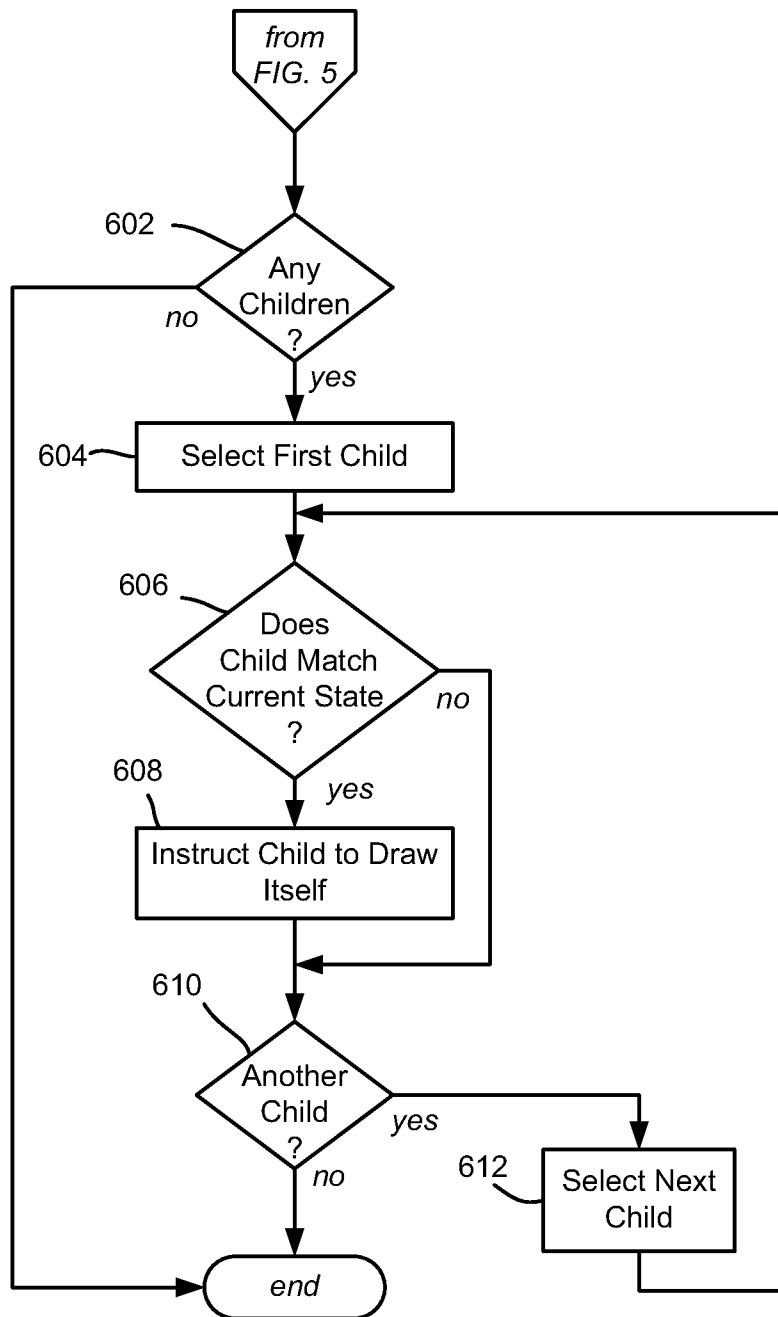 from
FIG. 5
602
Any
Children
?
no
yes
604
Select First Child
606
Does
Child Match
Current State
?
no
yes
608
Instruct Child to Draw
Itself
610
Another
Child
?
yes
no
612
Select Next
Child
end